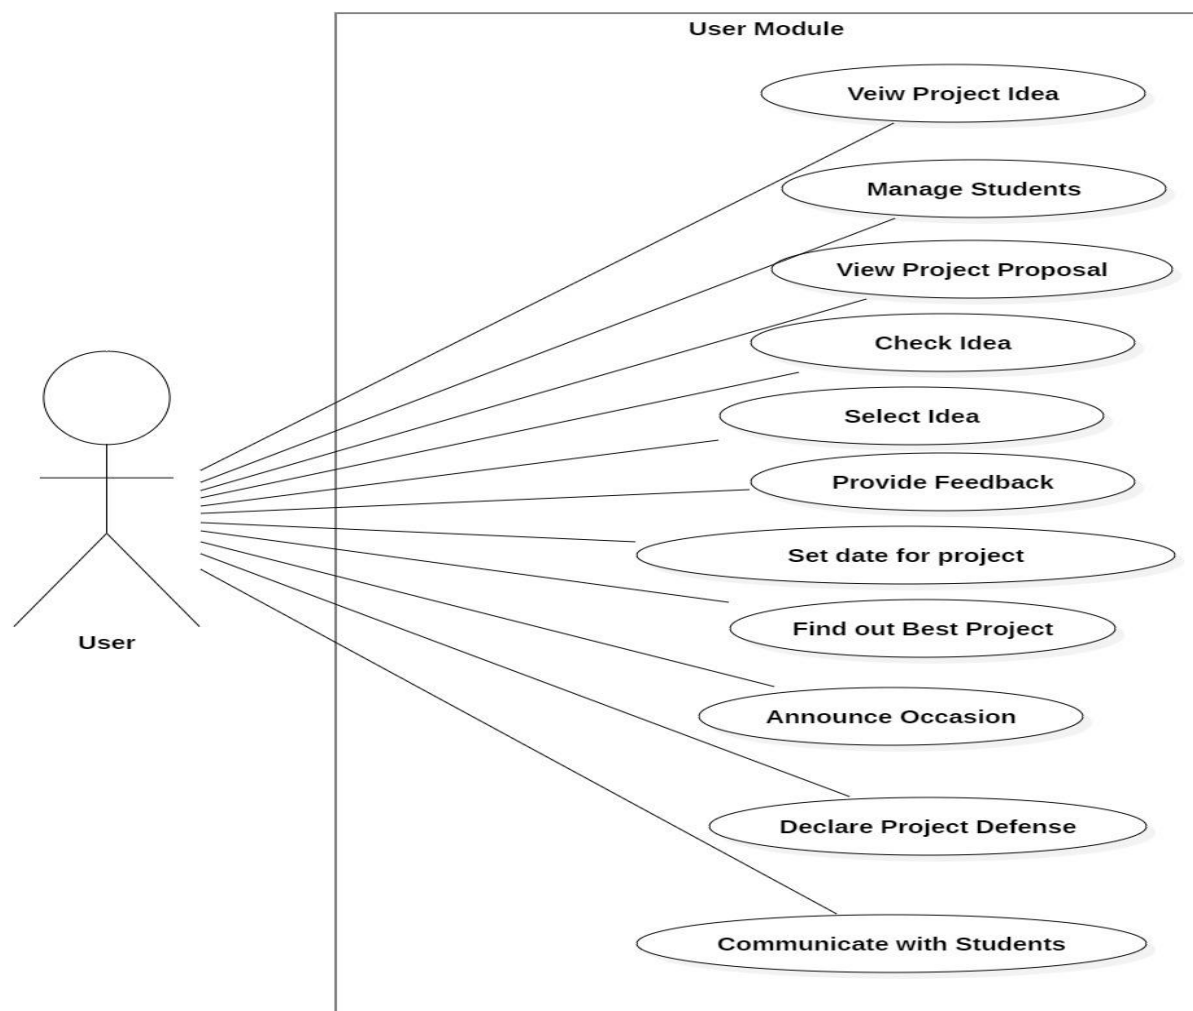 User Module
Veiw Project Idea
Manage Students
View Project Proposal
Check Idea
Select Idea
Provide Feedback
Set date for project
Find out Best Project
User
Announce Occasion
Declare Project Defense
Communicate with Students